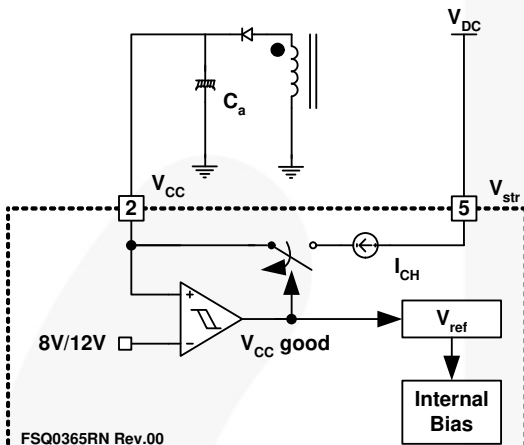 V_DC
C_a
V_CC
2
5
V_str
I_CH
+
8V/12V
−
V_CC good
V_ref
Internal
Bias
FSQ0365RN Rev.00